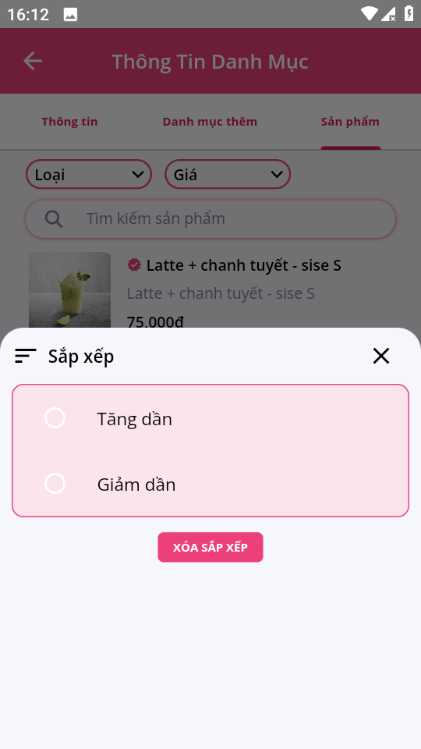 16:12
Thông Tin Danh Mục
Thông tin
Danh mục thêm
Sản phẩm
Loại
Giá
Tìm kiếm sản phẩm
Latte + chanh tuyết - sise S
Latte + chanh tuyết - sise S
75.000đ
Sắp xếp
Tăng dần
Giảm dần
XÓA SẮP XẾP